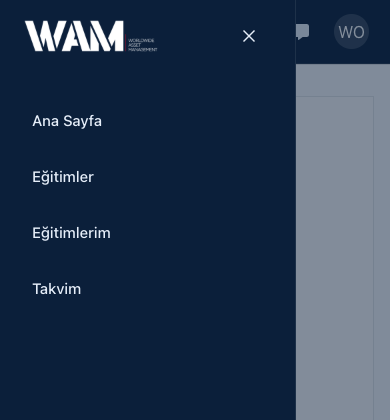 WAM
WORLDWIDE
ASSET
MANAGEMENT
WO
Ana Sayfa
Eğitimler
Eğitimlerim
Takvim